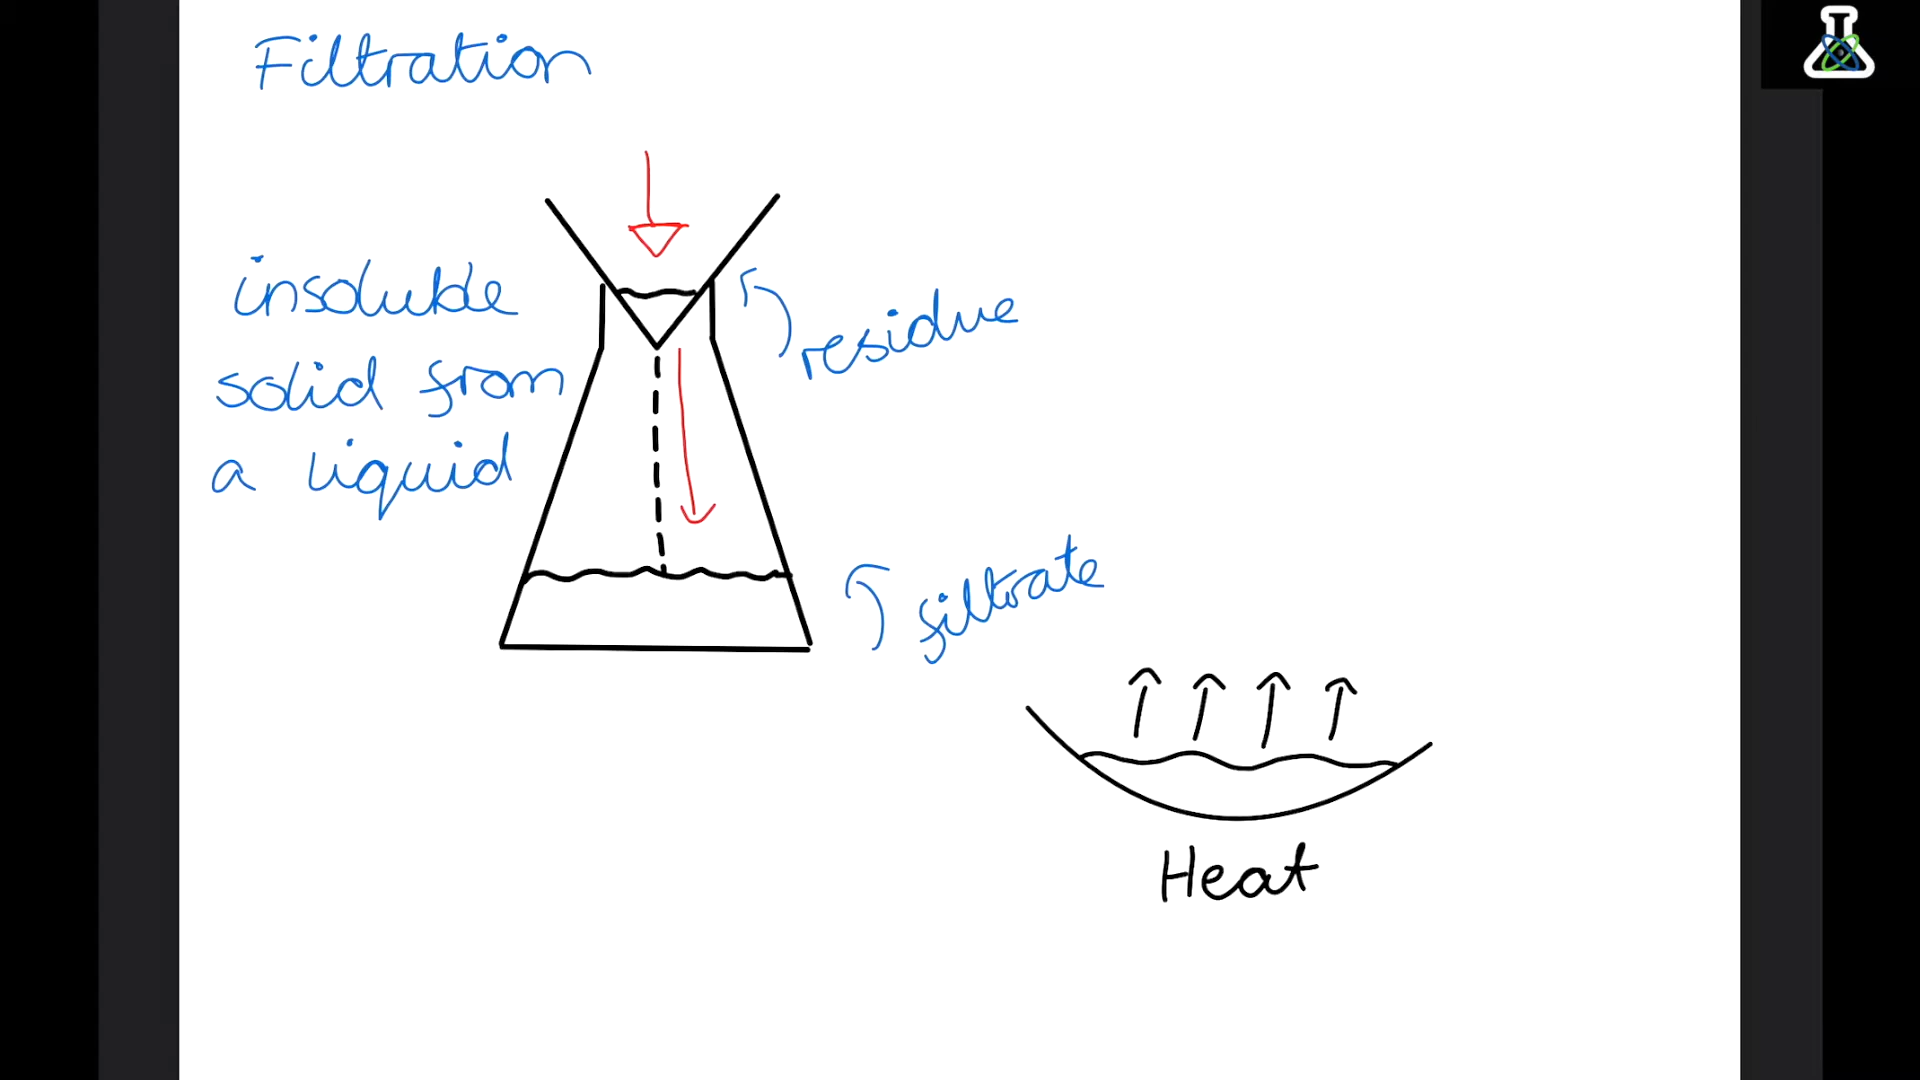 Filtration
insoluble
solid from
a liquid
residue
filtrate
Heat